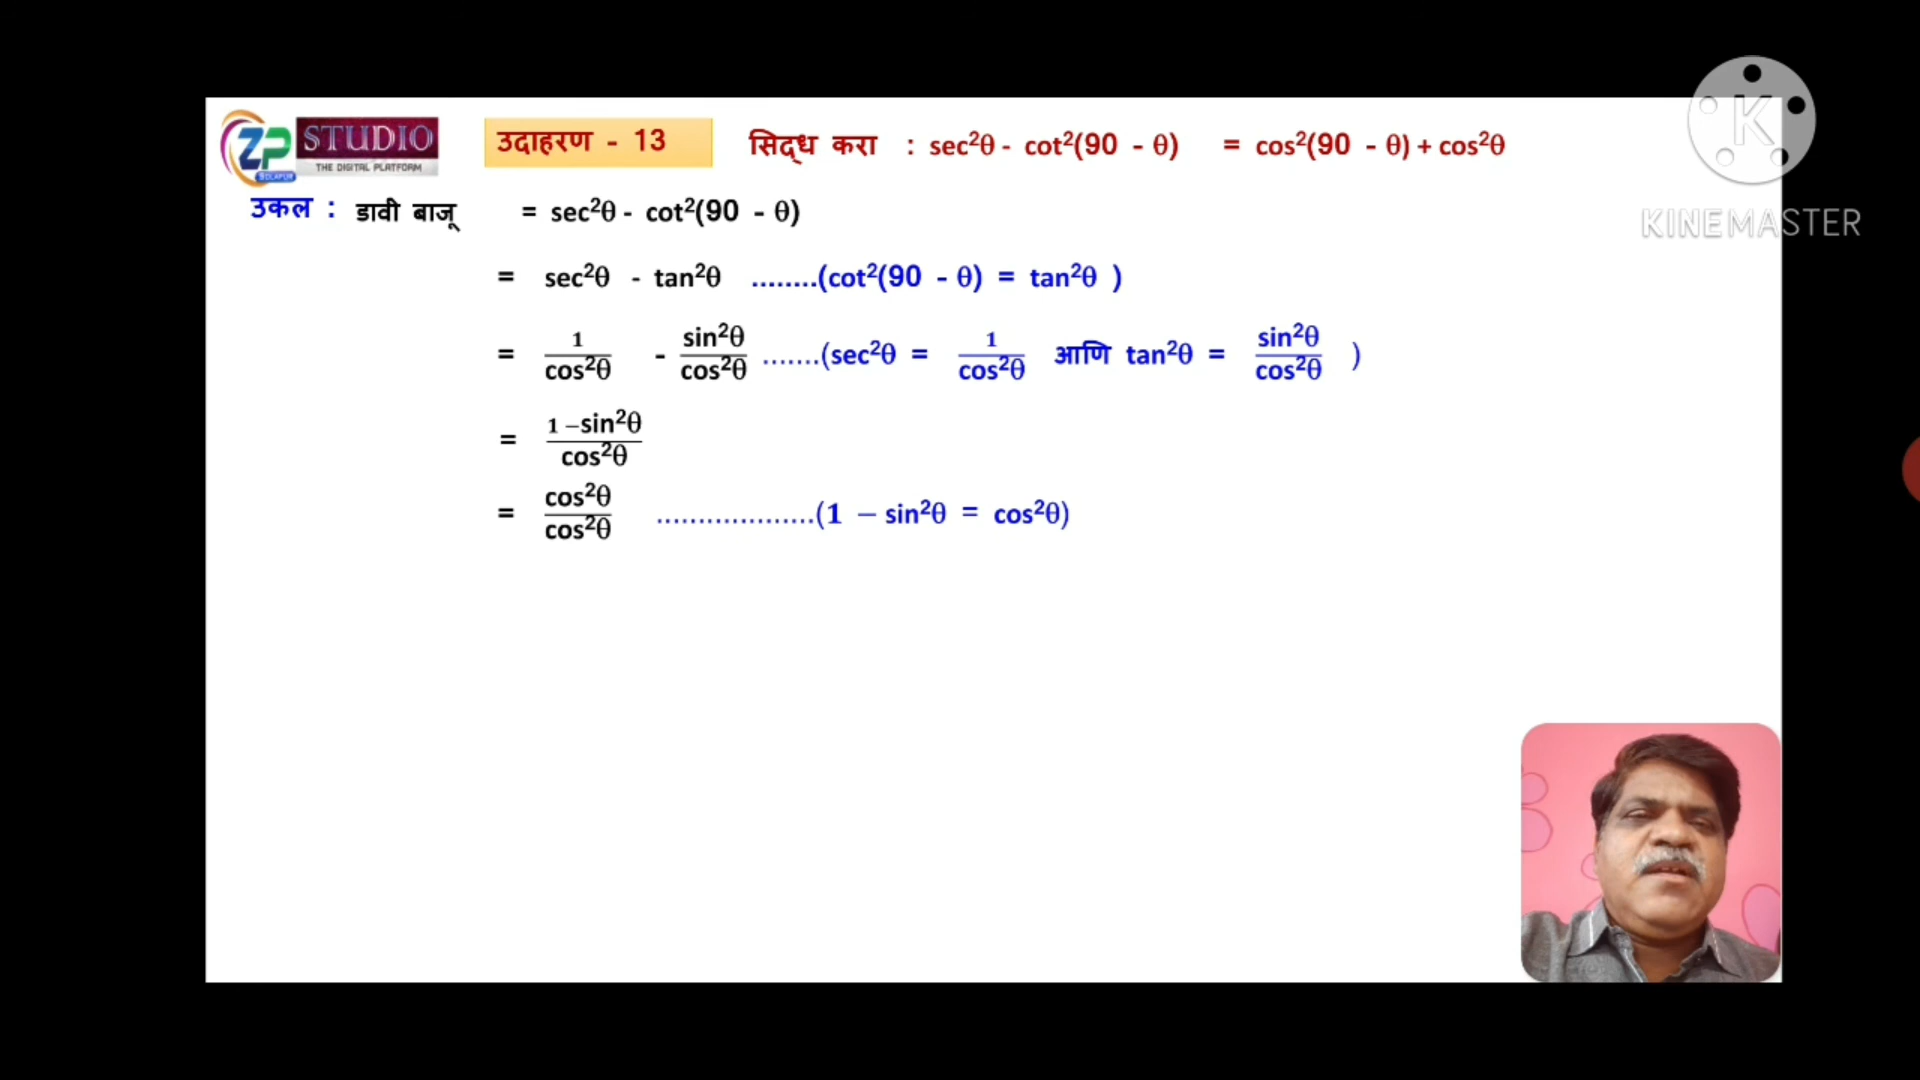 ZP STUDIO
THE DIGITAL PLATFORM
SOLAPUR
उदाहरण - 13 सिद्ध करा : sec²θ - cot²(90 - θ) = cos²(90 - θ) + cos²θ
K
KINEMASTER
उकल : डावी बाजू = sec²θ - cot²(90 - θ)
= sec²θ - tan²θ ........(cot²(90 - θ) = tan²θ )
= 1/cos²θ - sin²θ/cos²θ .......(sec²θ = 1/cos²θ आणि tan²θ = sin²θ/cos²θ )
= 1 –sin²θ/cos²θ
= cos²θ/cos²θ ...................(1 – sin²θ = cos²θ)